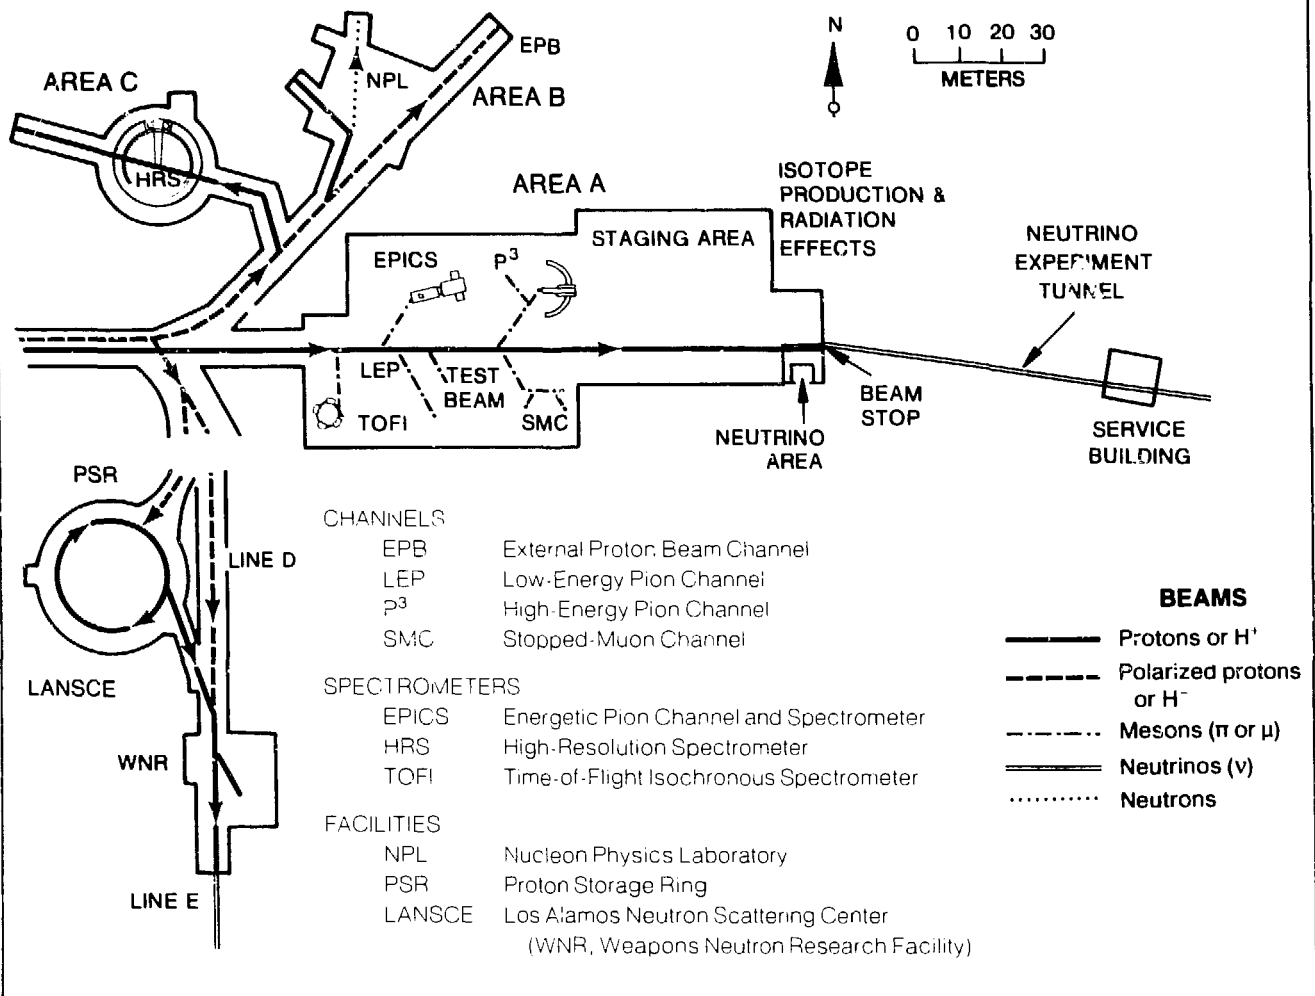 N
0 10 20 30
METERS
EPB
NPL
AREA C
AREA B
HRS
AREA A
ISOTOPE
PRODUCTION &
RADIATION
EFFECTS
STAGING AREA
EPICS
P³
NEUTRINO
EXPERIMENT
TUNNEL
LEP
TEST
BEAM
TOFI
SMC
BEAM
STOP
NEUTRINO
AREA
SERVICE
BUILDING
PSR
LINE D
LANSCE
WNR
LINE E
CHANNELS
EPB External Proton Beam Channel
LEP Low-Energy Pion Channel
P³ High-Energy Pion Channel
SMC Stopped-Muon Channel
SPECTROMETERS
EPICS Energetic Pion Channel and Spectrometer
HRS High-Resolution Spectrometer
TOFI Time-of-Flight Isochronous Spectrometer
FACILITIES
NPL Nucleon Physics Laboratory
PSR Proton Storage Ring
LANSCE Los Alamos Neutron Scattering Center
(WNR, Weapons Neutron Research Facility)
BEAMS
Protons or H⁺
Polarized protons
or H⁻
Mesons (π or μ)
Neutrinos (ν)
Neutrons